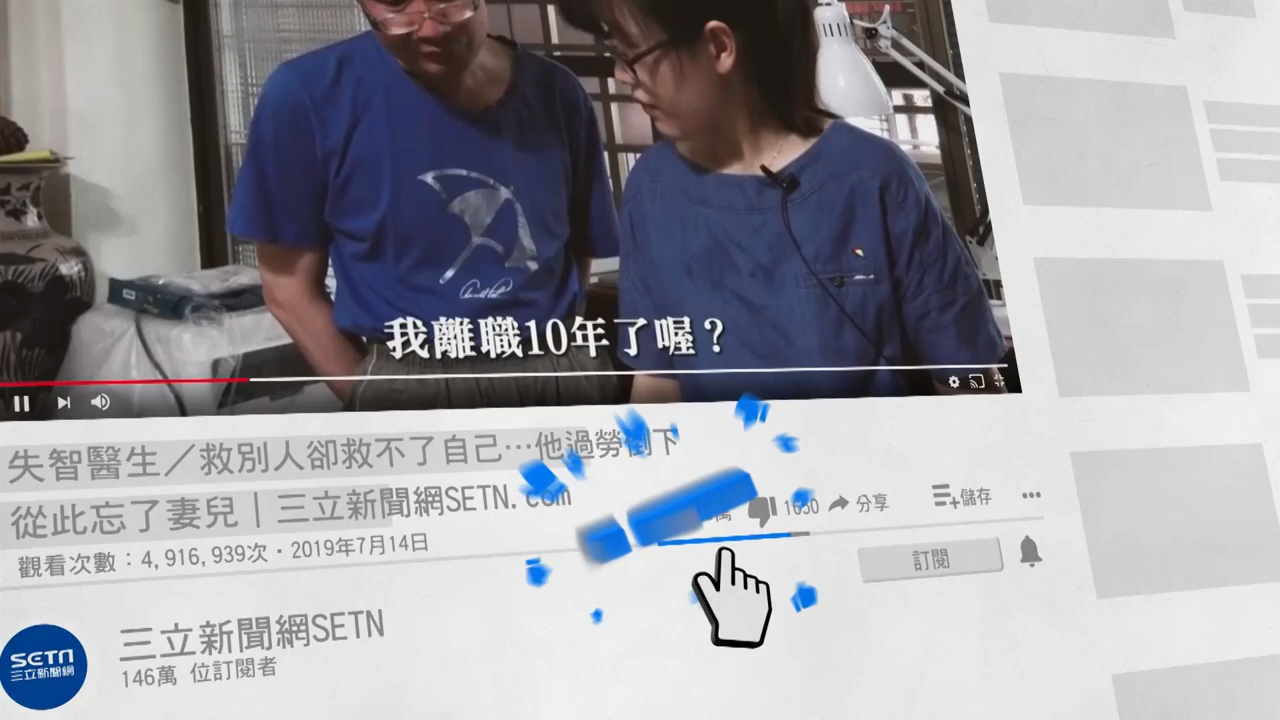 我離職10年了喔？
失智醫生／救別人卻救不了自己…他過勞倒下
從此忘了妻兒｜三立新聞網SETN.com
萬 1630 分享 儲存
觀看次數：4,916,939次・2019年7月14日
訂閱
三立新聞網SETN
146萬 位訂閱者
SETN
三立新聞網